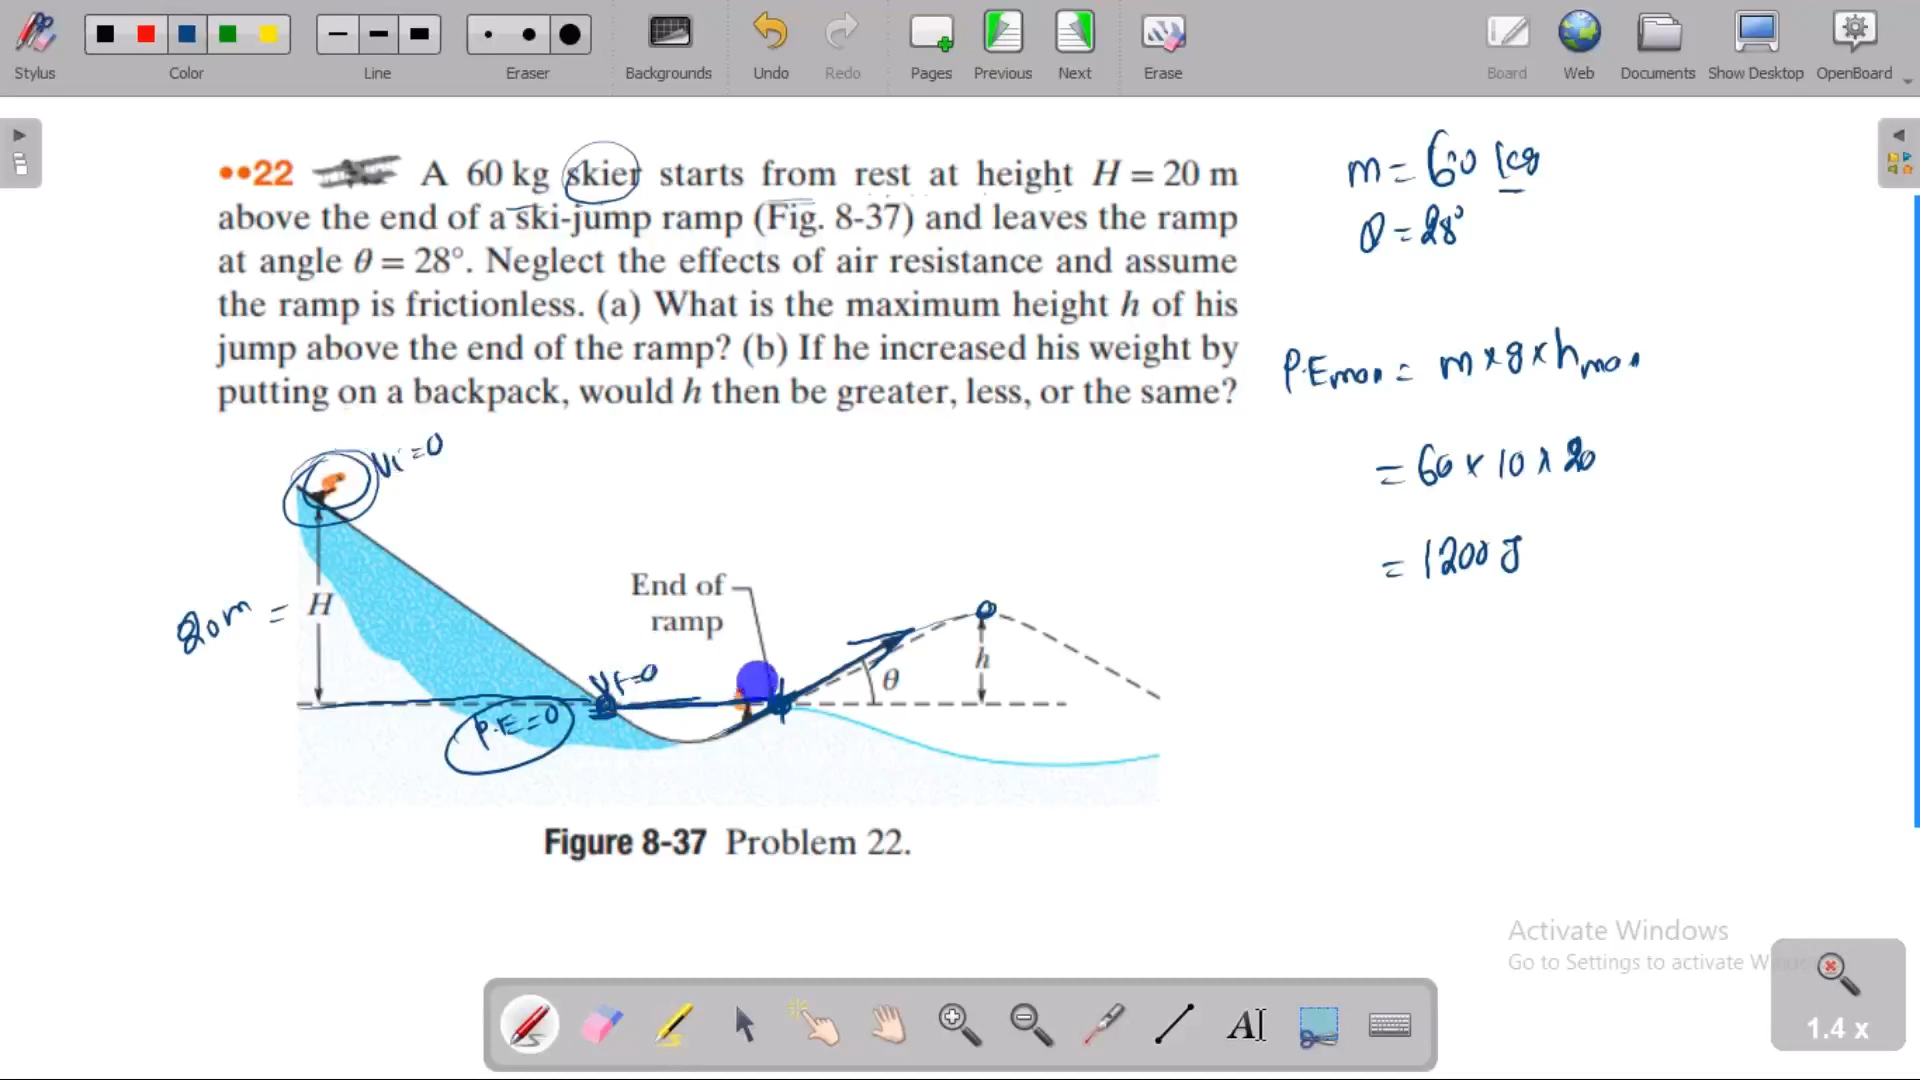 Stylus Color Line Eraser Backgrounds Undo Redo Pages Previous Next Erase Board Web Documents Show Desktop OpenBoard
••22 A 60 kg skier starts from rest at height H = 20 m
above the end of a ski-jump ramp (Fig. 8-37) and leaves the ramp
at angle θ = 28°. Neglect the effects of air resistance and assume
the ramp is frictionless. (a) What is the maximum height h of his
jump above the end of the ramp? (b) If he increased his weight by
putting on a backpack, would h then be greater, less, or the same?
m = 60 kg
θ = 28°
P.Emax = m × g × hmax
= 60 × 10 × 20
= 1200 J
Vi = 0
20m = H
End of
ramp
Vf=0
P.E=0
θ
h
Figure 8-37 Problem 22.
Activate Windows
Go to Settings to activate W
A
1.4 x